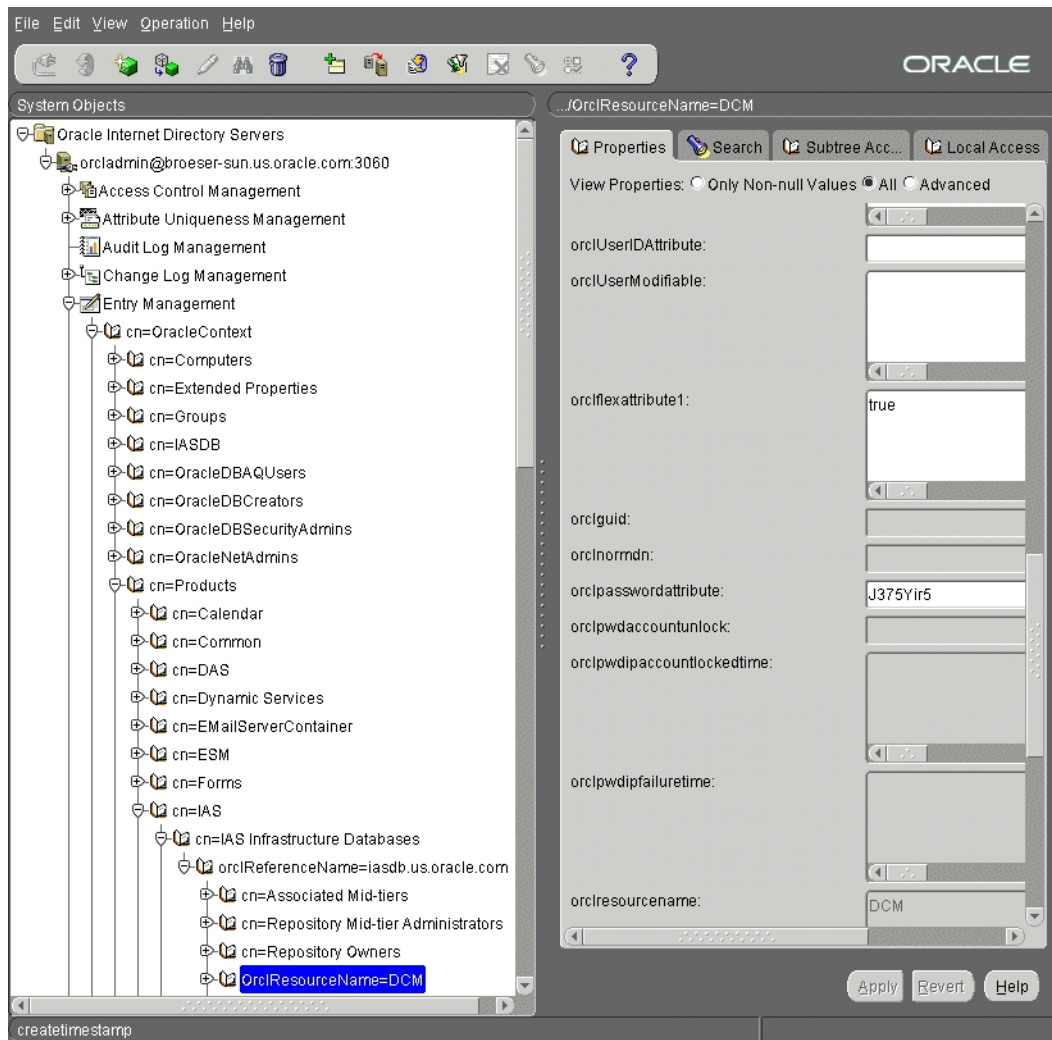 File Edit View Operation Help
ORACLE
System Objects
Oracle Internet Directory Servers
orcladmin@broeser-sun.us.oracle.com:3060
Access Control Management
Attribute Uniqueness Management
Audit Log Management
Change Log Management
Entry Management
cn=OracleContext
cn=Computers
cn=Extended Properties
cn=Groups
cn=IASDB
cn=OracleDBAQUsers
cn=OracleDBCreators
cn=OracleDBSecurityAdmins
cn=OracleNetAdmins
cn=Products
cn=Calendar
cn=Common
cn=DAS
cn=Dynamic Services
cn=EMailServerContainer
cn=ESM
cn=Forms
cn=IAS
cn=IAS Infrastructure Databases
orclReferenceName=iasdb.us.oracle.com
cn=Associated Mid-tiers
cn=Repository Mid-tier Administrators
cn=Repository Owners
OrclResourceName=DCM
.../OrclResourceName=DCM
Properties Search Subtree Acc... Local Access
View Properties: Only Non-null Values All Advanced
orclUserIDAttribute:
orclUserModifiable:
orclflexattribute1: true
orclguid:
orclnormdn:
orclpasswordattribute: J375Yir5
orclpwdaccountunlock:
orclpwdipaccountlockedtime:
orclpwdipfailuretime:
orclresourcename: DCM
Apply Revert Help
createtimestamp